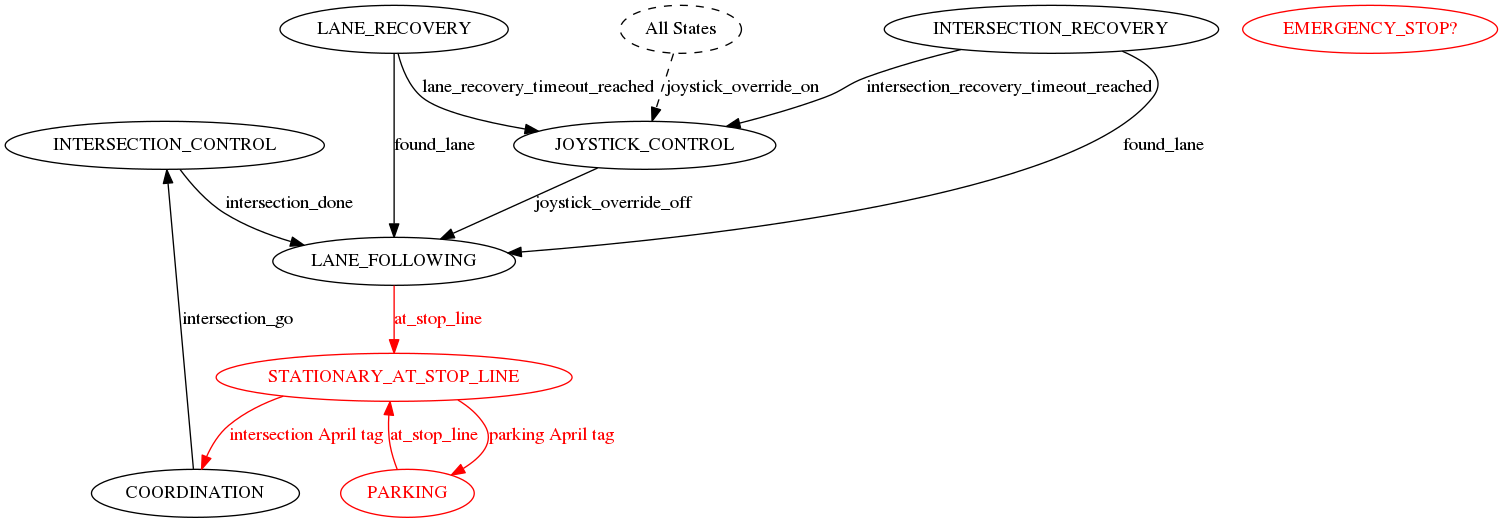 LANE_RECOVERY
All States
INTERSECTION_RECOVERY
EMERGENCY_STOP?
lane_recovery_timeout_reached
joystick_override_on
intersection_recovery_timeout_reached
INTERSECTION_CONTROL
found_lane
JOYSTICK_CONTROL
found_lane
intersection_done
joystick_override_off
LANE_FOLLOWING
intersection_go
at_stop_line
STATIONARY_AT_STOP_LINE
intersection April tag
at_stop_line
parking April tag
COORDINATION
PARKING